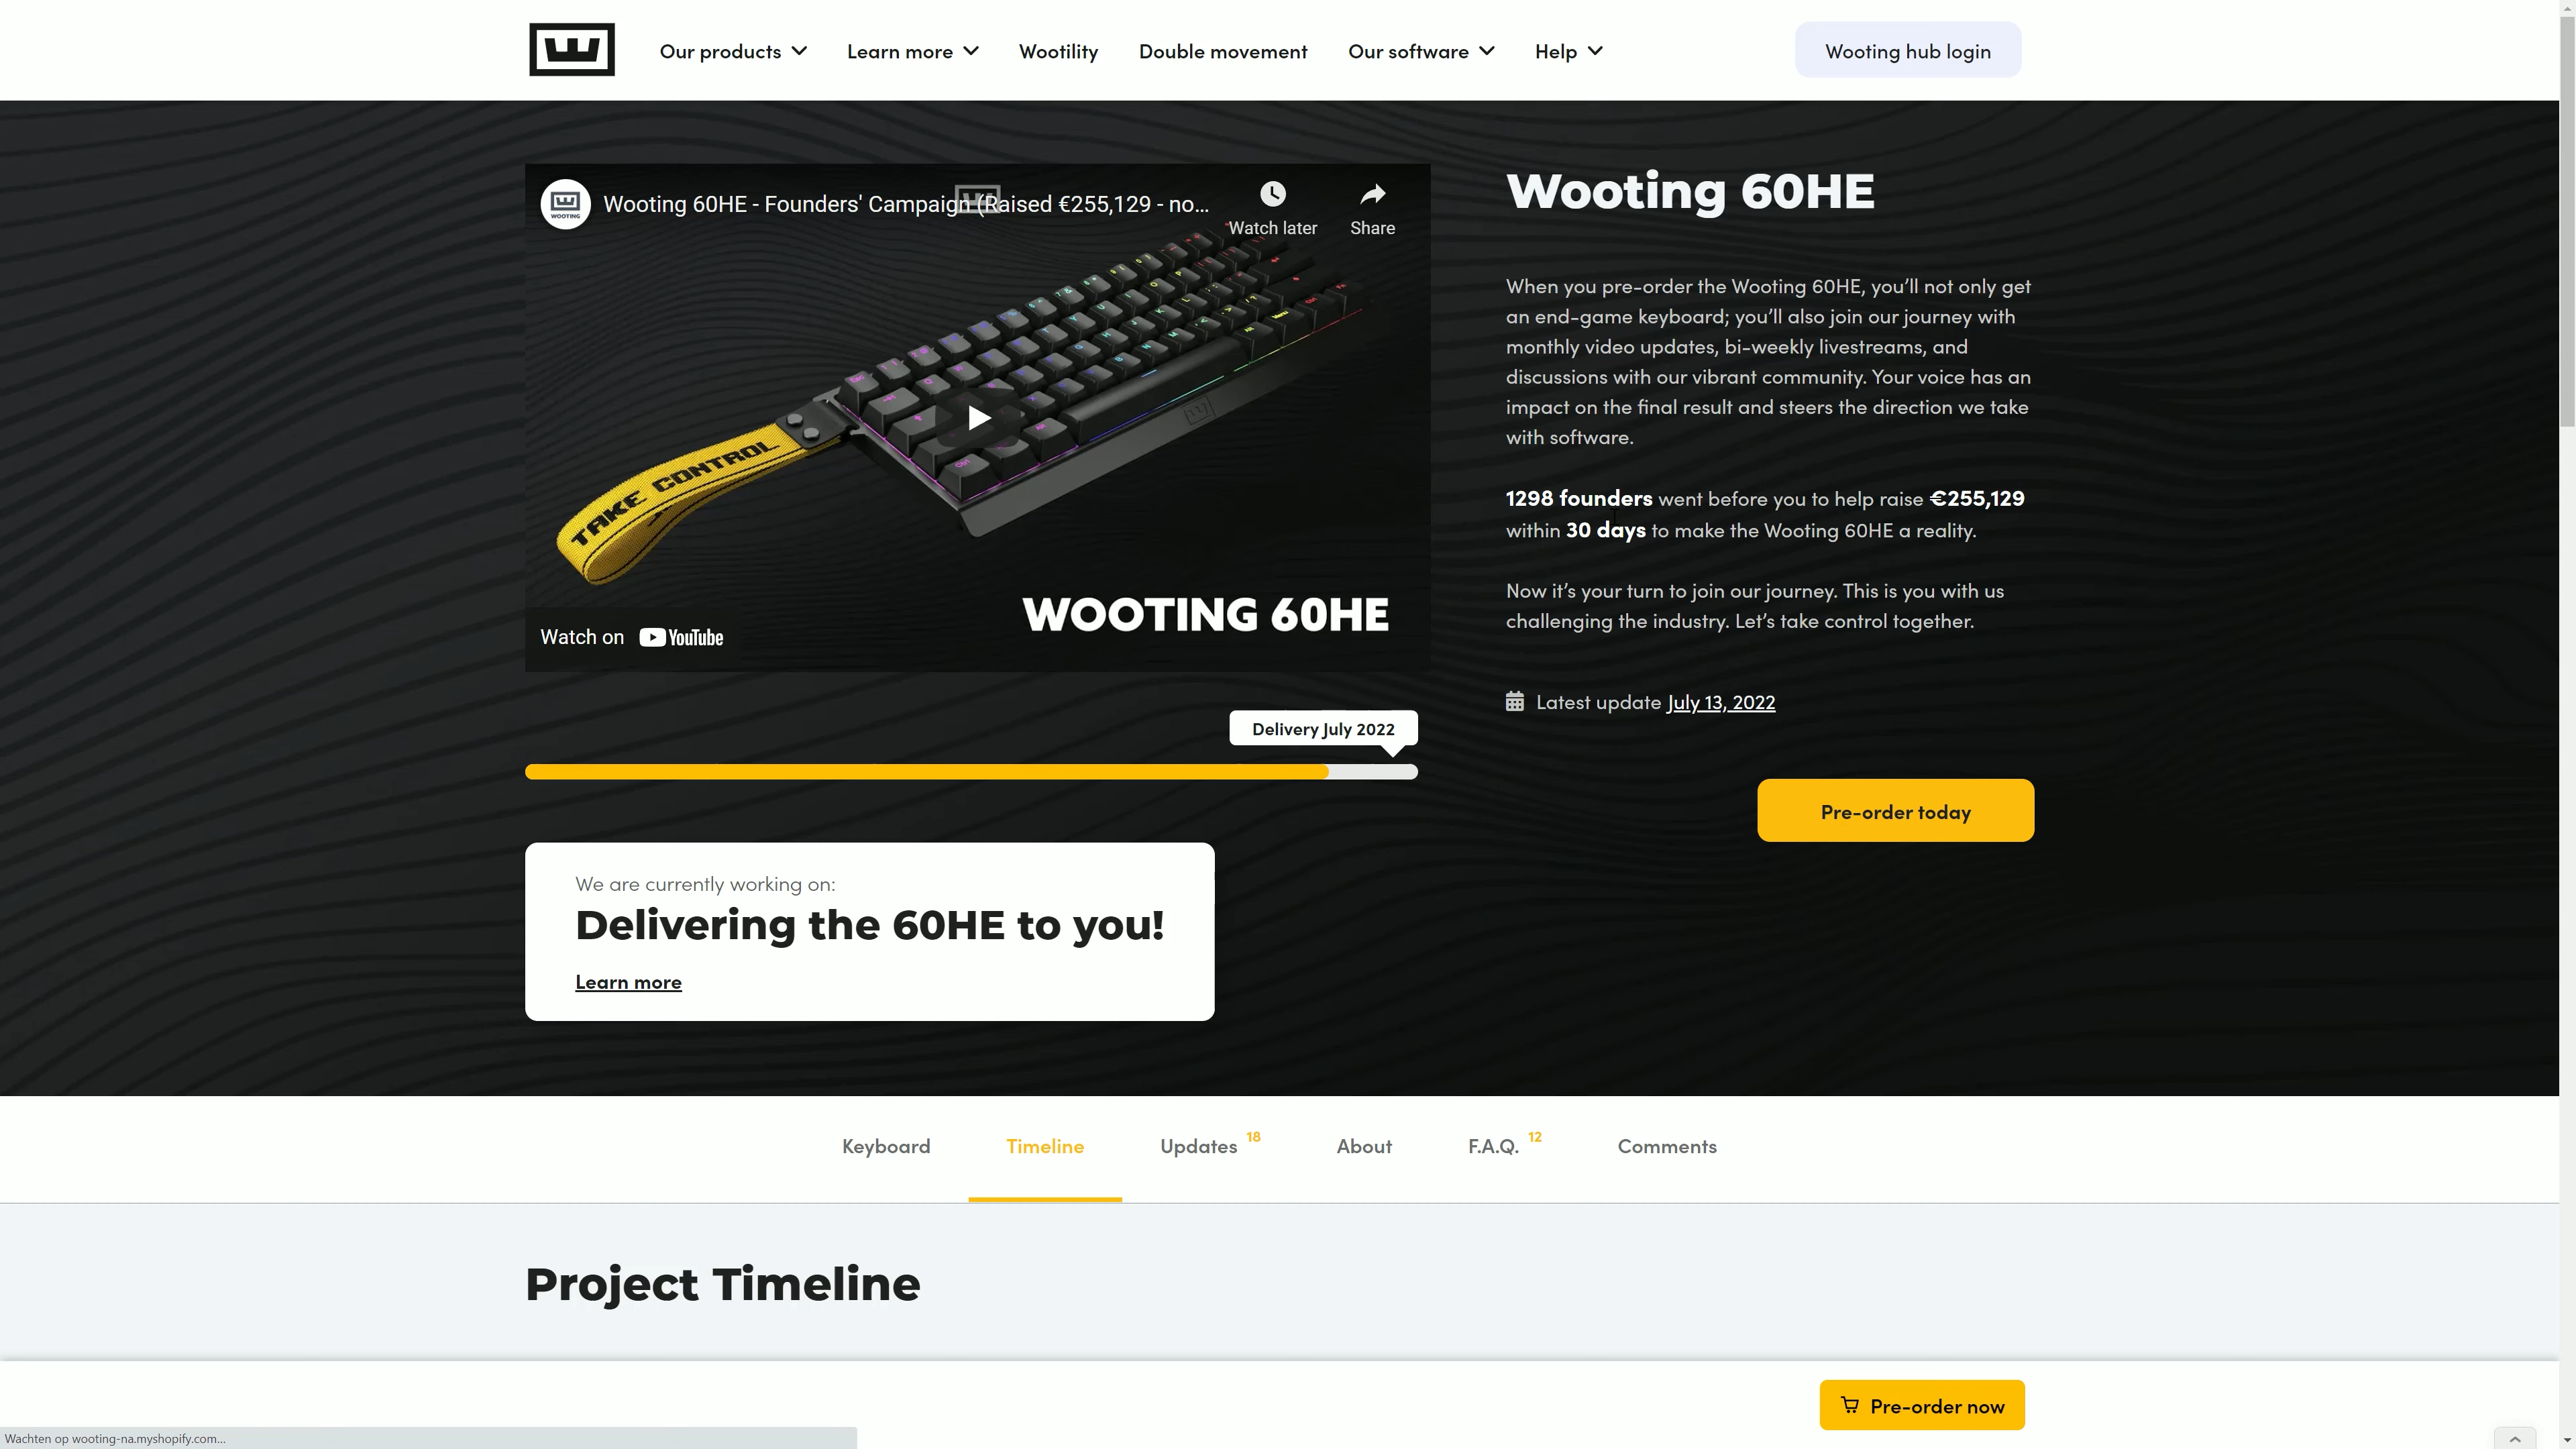 Our products
Learn more
Wootility
Double movement
Our software
Help
Wooting hub login
WOOTING
Wooting 60HE - Founders' Campaign (Raised €255,129 - no...
Watch later
Share
TAKE CONTROL
WOOTING 60HE
Watch on YouTube
Wooting 60HE
When you pre-order the Wooting 60HE, you'll not only get
an end-game keyboard; you'll also join our journey with
monthly video updates, bi-weekly livestreams, and
discussions with our vibrant community. Your voice has an
impact on the final result and steers the direction we take
with software.
1298 founders went before you to help raise €255,129
within 30 days to make the Wooting 60HE a reality.
Now it's your turn to join our journey. This is you with us
challenging the industry. Let's take control together.
Latest update July 13, 2022
Delivery July 2022
Pre-order today
We are currently working on:
Delivering the 60HE to you!
Learn more
Keyboard
Timeline
Updates 18
About
F.A.Q. 12
Comments
Project Timeline
Pre-order now
Wachten op wooting-na.myshopify.com...